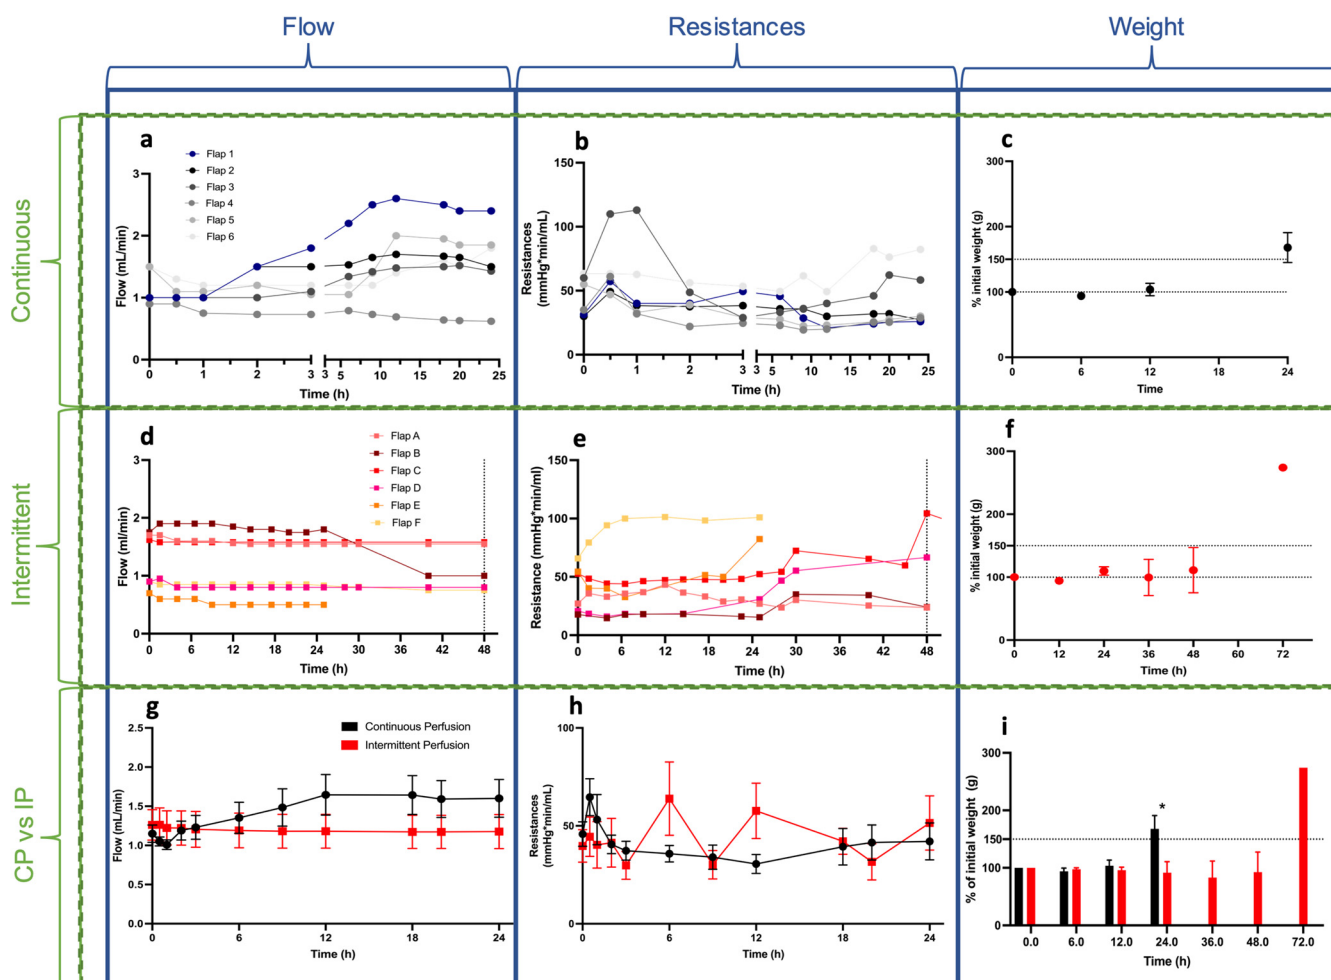 Flow
Resistances
Weight
Continuous
a
Flap 1
Flap 2
Flap 3
Flap 4
Flap 5
Flap 6
Flow (mL/min)
3
2
1
0
0 1 2 3 3 5 10 15 20 25
Time (h)
b
Resistances
(mmHg*min/mL)
150
100
50
0
0 1 2 3 3 5 10 15 20 25
Time (h)
c
% initial weight (g)
300
200
150
100
0
0 6 12 18 24
Time
Intermittent
d
Flap A
Flap B
Flap C
Flap D
Flap E
Flap F
Flow (ml/min)
3
2
1
0
0 3 6 9 12 15 18 21 24 30 36 42 48
Time (h)
e
Resistance (mmHg*min/ml)
150
100
50
0
0 6 12 18 24 30 36 42 48
Time (h)
f
% initial weight (g)
300
200
150
100
0
0 12 24 36 48 60 72
Time (h)
CP vs IP
g
Continuous Perfusion
Intermittent Perfusion
Flow (mL/min)
2.5
2.0
1.5
1.0
0.5
0.0
0 6 12 18 24
Time (h)
h
Resistances
(mmHg*min/mL)
100
50
0
0 6 12 18 24
Time (h)
i
% of initial weight (g)
300
200
150
100
0
*
0.0 6.0 12.0 24.0 36.0 48.0 72.0
Time (h)